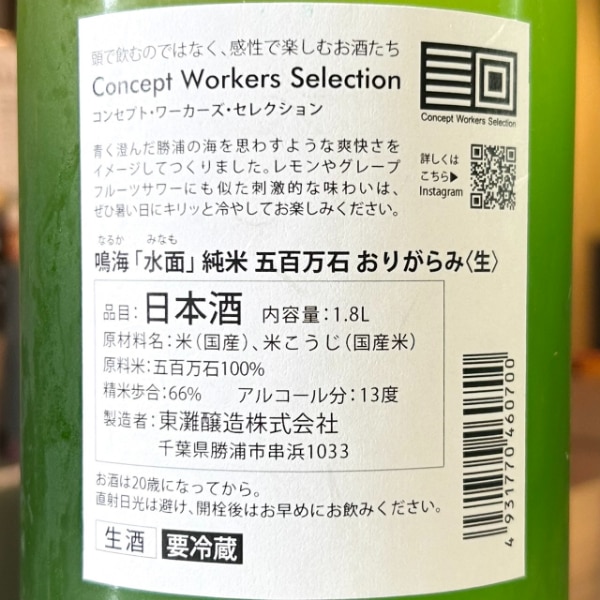 頭で飲むのではなく、感性で楽しむお酒たち
Concept Workers Selection
コンセプト・ワーカーズ・セレクション
Concept Workers Selection
青く澄んだ勝浦の海を思わすような爽快さを
イメージしてつくりました。レモンやグレープ
フルーツサワーにも似た刺激的な味わいは、
ぜひ暑い日にキリッと冷やしてお楽しみください。
詳しくは
こちら▶
Instagram
なるか みなも
鳴海「水面」純米 五百万石 おりがらみ〈生〉
品目:日本酒 内容量:1.8L
原材料名:米(国産)、米こうじ(国産米)
原料米:五百万石100%
精米歩合:66% アルコール分:13度
製造者:東灘醸造株式会社
千葉県勝浦市串浜1033
お酒は20歳になってから。
直射日光は避け、開栓後はお早めにお飲みください。
生酒 要冷蔵
4 931770 460700